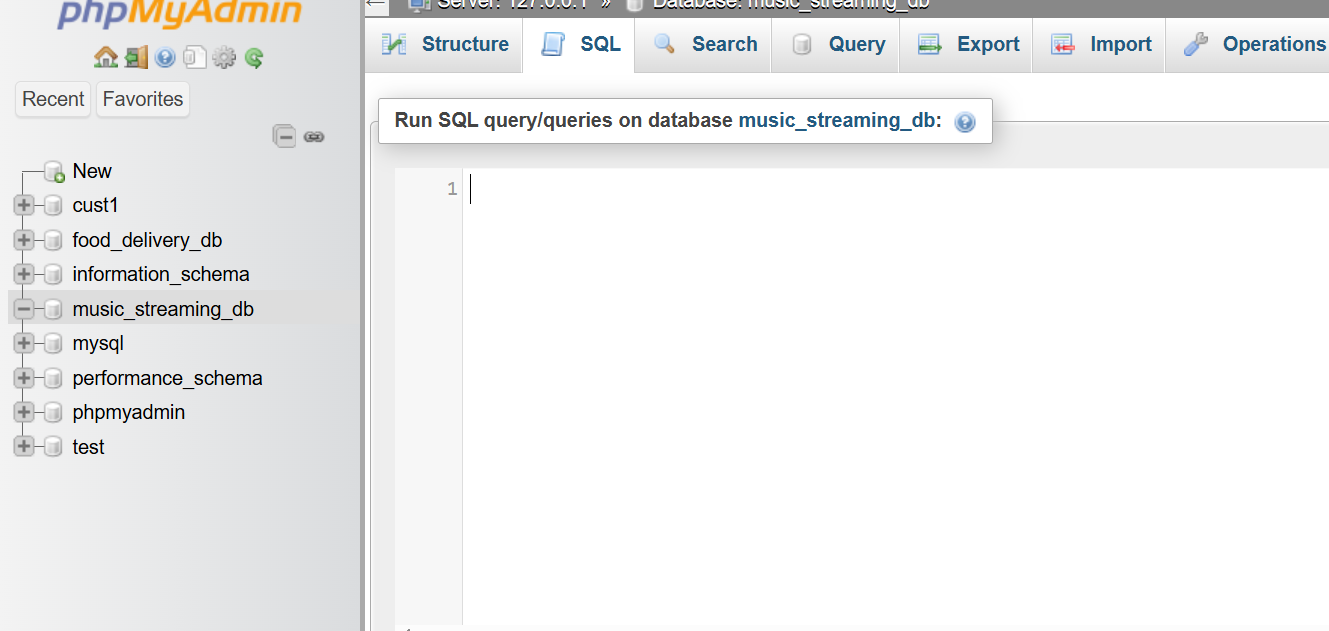 phpMyAdmin
Server: 127.0.0.1 » Database: music_streaming_db
Structure SQL Search Query Export Import Operations
Recent Favorites
New
cust1
food_delivery_db
information_schema
music_streaming_db
mysql
performance_schema
phpmyadmin
test
Run SQL query/queries on database music_streaming_db:
1